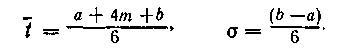 t̅ = (a + 4m + b)/6, σ = (b − a)/6.